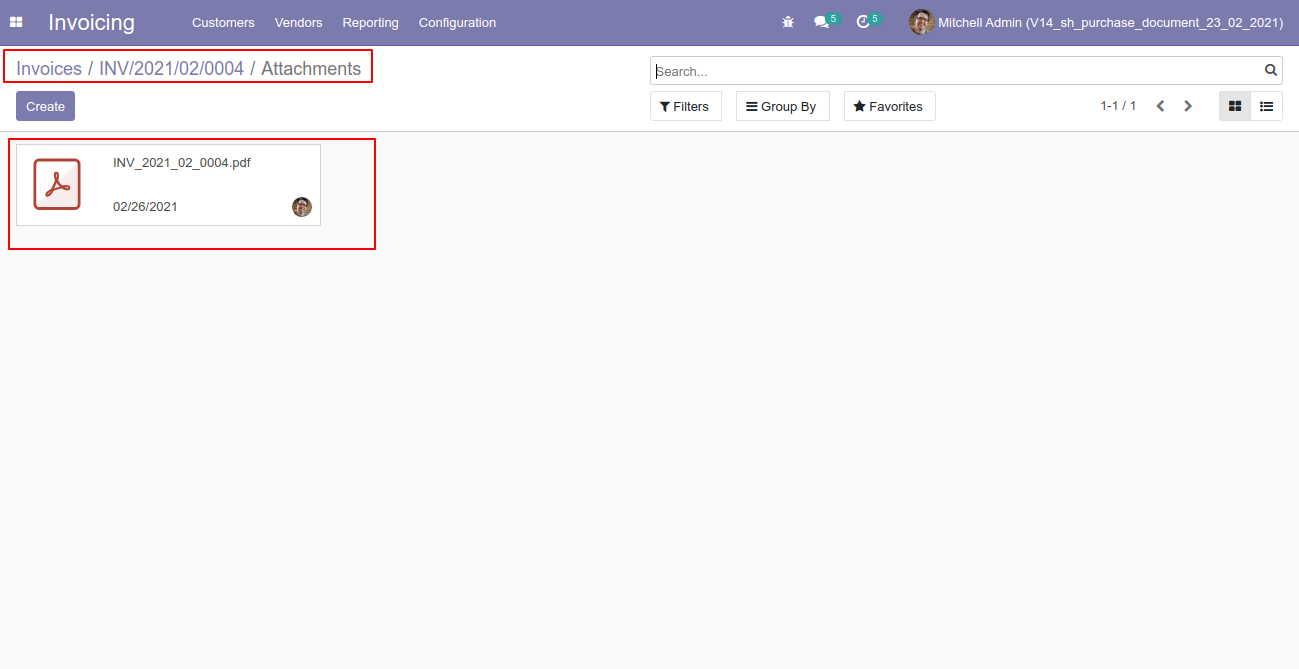 Invoicing Customers Vendors Reporting Configuration 5 5 Mitchell Admin (V14_sh_purchase_document_23_02_2021)
Invoices / INV/2021/02/0004 / Attachments
Search...
Create
Filters Group By Favorites 1-1 / 1
INV_2021_02_0004.pdf
02/26/2021